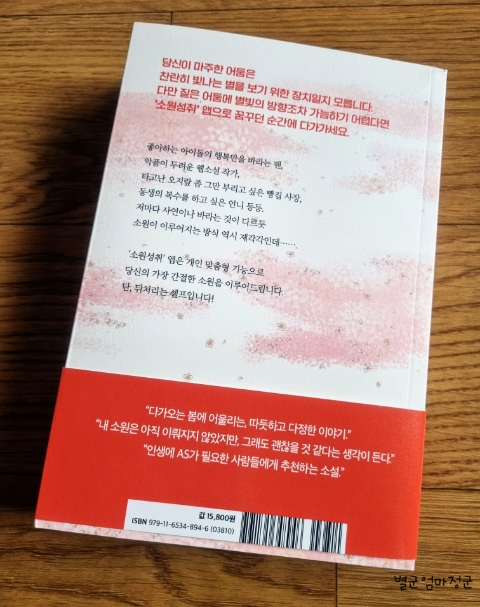 당신이 마주한 어둠은
찬란히 빛나는 별을 보기 위한 장치일지 모릅니다.
다만 짙은 어둠에 별빛의 방향조차 가늠하기 어렵다면
'소원성취' 앱으로 꿈꾸던 순간에 다가가세요.
좋아하는 아이돌의 행복만을 바라는 팬,
악플이 두려운 웹소설 작가,
타고난 오지랖 좀 그만 부리고 싶은 빵집 사장,
동생의 복수를 하고 싶은 언니 등등.
저마다 사연이나 바라는 것이 다르듯
소원이 이루어지는 방식 역시 제각각인데…….
'소원성취' 앱은 개인 맞춤형 기능으로
당신의 가장 간절한 소원을 이루어드립니다.
단, 뒤처리는 셀프입니다!
"다가오는 봄에 어울리는, 따듯하고 다정한 이야기."
"내 소원은 아직 이뤄지지 않았지만, 그래도 괜찮을 것 같다는 생각이 든다."
"인생에 AS가 필요한 사람들에게 추천하는 소설."
값 15,800원
ISBN 979-11-6534-894-6 (03810)
별군엄마정군